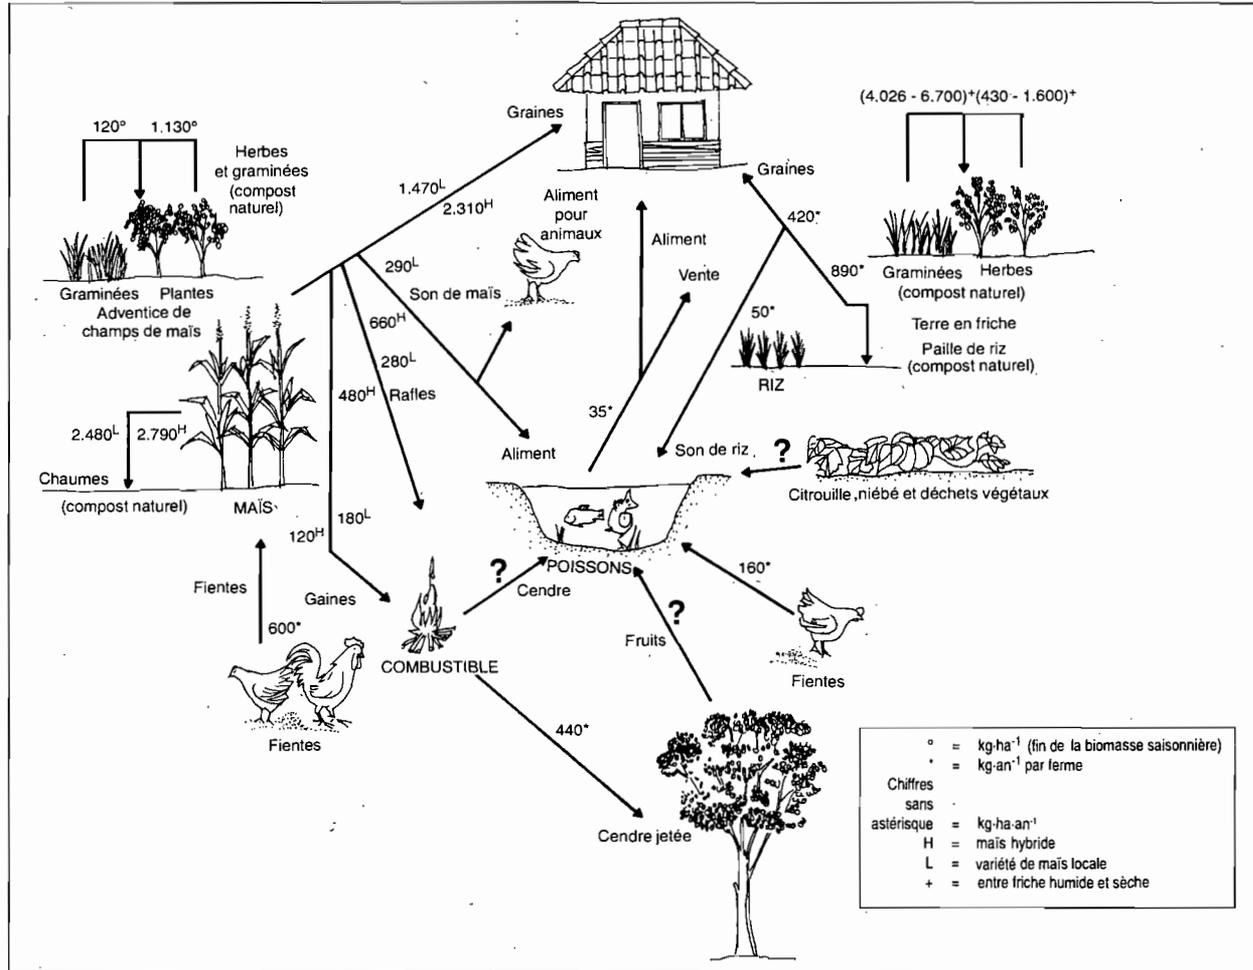 (4.026 - 6.700)⁺(430 - 1.600)⁺
Graines
120° 1.130°
Herbes
et graminées
(compost
naturel)
Graines
1.470ᴸ
2.310ᴴ
Aliment
pour
animaux
420*
Aliment
Vente
290ᴸ
Son de maïs
890*
Graminées Herbes
(compost naturel)
Graminées Plantes
Adventice de
champs de maïs
660ᴴ
50*
Terre en friche
Paille de riz
(compost naturel)
280ᴸ
480ᴴ Rafles
RIZ
35*
2.480ᴸ 2.790ᴴ
Aliment
Son de riz
?
Chaumes
(compost naturel)
MAÏS
Citrouille, niébé et déchets végétaux
180ᴸ
120ᴴ
?
POISSONS
160*
Cendre
Fientes
Gaines
?
600*
Fruits
COMBUSTIBLE
Fientes
Fientes
440*
Cendre jetée
° = kg·ha⁻¹ (fin de la biomasse saisonnière)
* = kg·an⁻¹ par ferme
Chiffres
sans
astérisque = kg·ha·an⁻¹
H = maïs hybride
L = variété de maïs locale
+ = entre friche humide et sèche